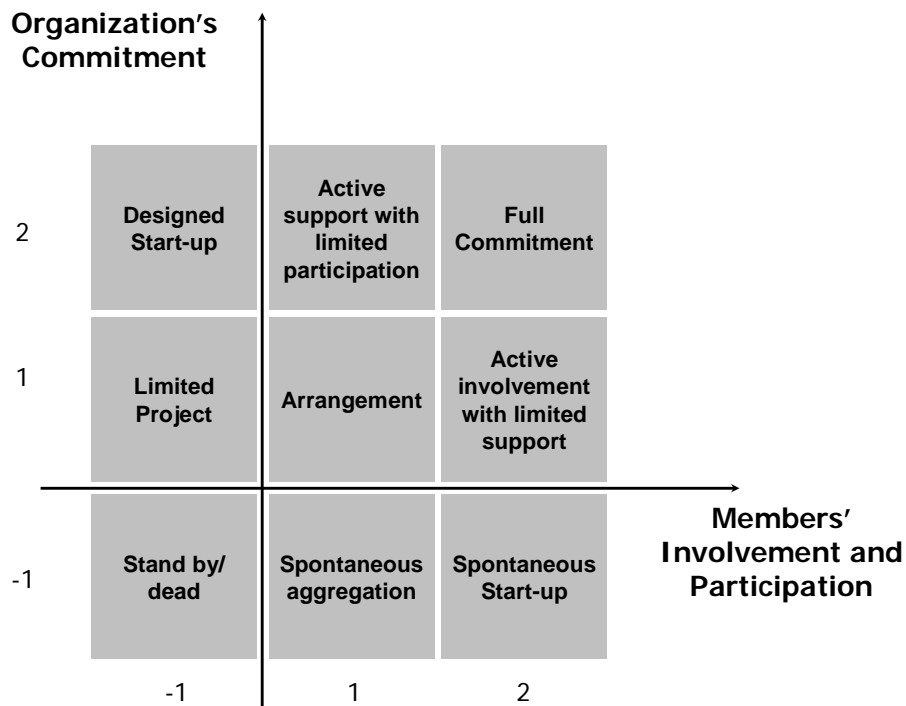 Organization's
Commitment
2
Designed
Start-up
Active
support with
limited
participation
Full
Commitment
1
Limited
Project
Arrangement
Active
involvement
with limited
support
Members'
Involvement and
Participation
-1
Stand by/
dead
Spontaneous
aggregation
Spontaneous
Start-up
-1
1
2